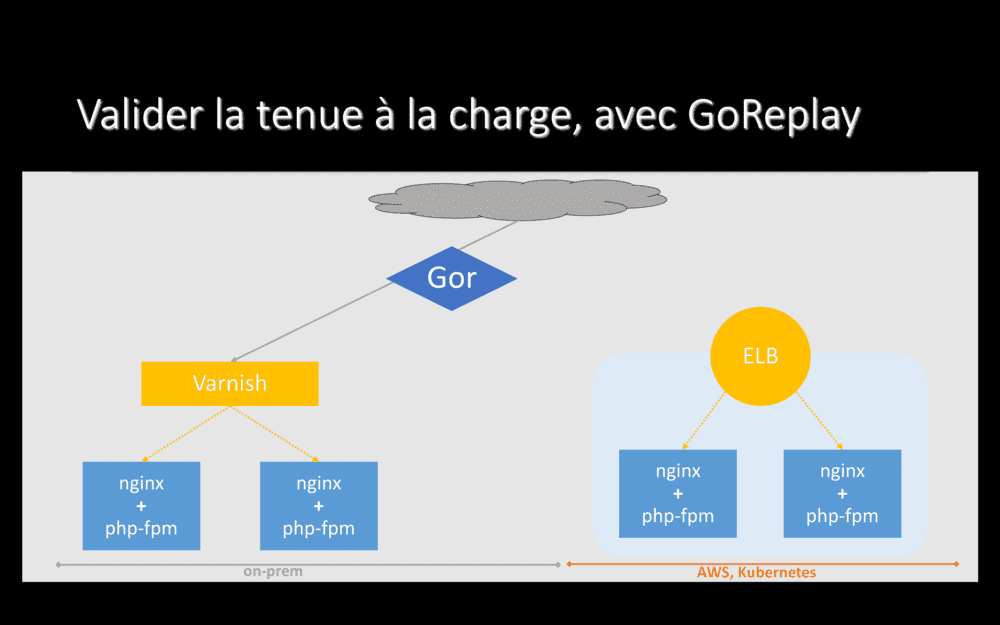 Valider la tenue à la charge, avec GoReplay
Gor
Varnish
nginx
+
php-fpm
nginx
+
php-fpm
on-prem
ELB
nginx
+
php-fpm
nginx
+
php-fpm
AWS, Kubernetes